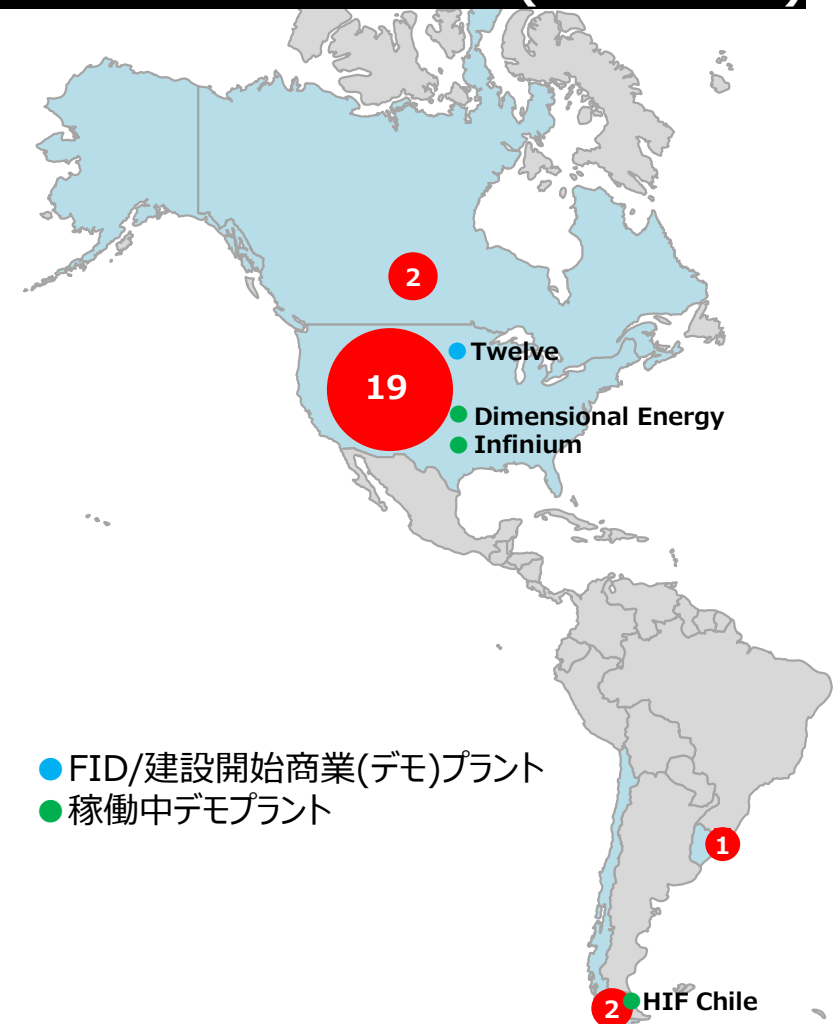 2
Twelve
19
Dimensional Energy
Infinium
●FID/建設開始商業(デモ)プラント
●稼働中デモプラント
1
HIF Chile
2